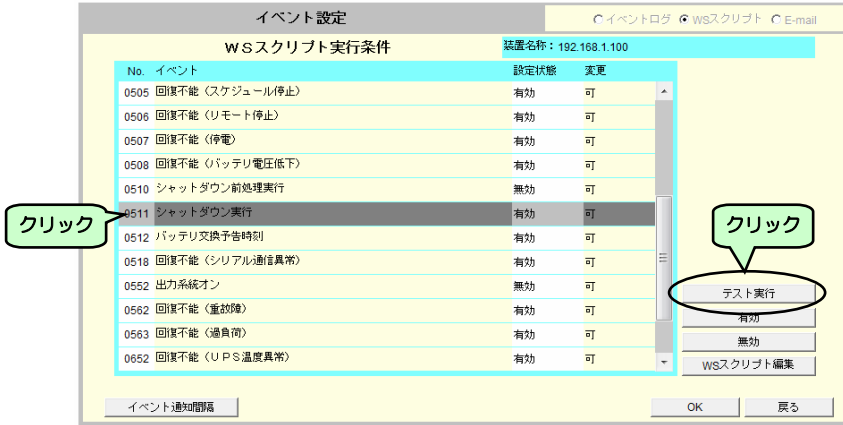 イベント設定
イベントログ WSスクリプト E-mail
WSスクリプト実行条件
装置名称：192.168.1.100
No. イベント 設定状態 変更
0505 回復不能（スケジュール停止） 有効 可
0506 回復不能（リモート停止） 有効 可
0507 回復不能（停電） 有効 可
0508 回復不能（バッテリ電圧低下） 有効 可
0510 シャットダウン前処理実行 無効 可
0511 シャットダウン実行 有効 可
0512 バッテリ交換予告時刻 有効 可
0518 回復不能（シリアル通信異常） 有効 可
0552 出力系統オン 無効 可
0562 回復不能（重故障） 有効 可
0563 回復不能（過負荷） 有効 可
0652 回復不能（ＵＰＳ温度異常） 有効 可
クリック
クリック
テスト実行
有効
無効
WSスクリプト編集
イベント通知間隔
OK
戻る